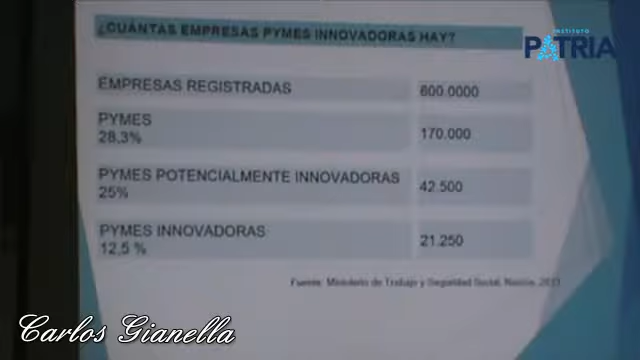 ¿CUÁNTAS EMPRESAS PYMES INNOVADORAS HAY?
INSTITUTO
PATRIA
EMPRESAS REGISTRADAS 600.0000
PYMES
28,3% 170.000
PYMES POTENCIALMENTE INNOVADORAS
25% 42.500
PYMES INNOVADORAS
12,5 % 21.250
Fuente: Ministerio de Trabajo y Seguridad Social, Nación,
Carlos Gianella